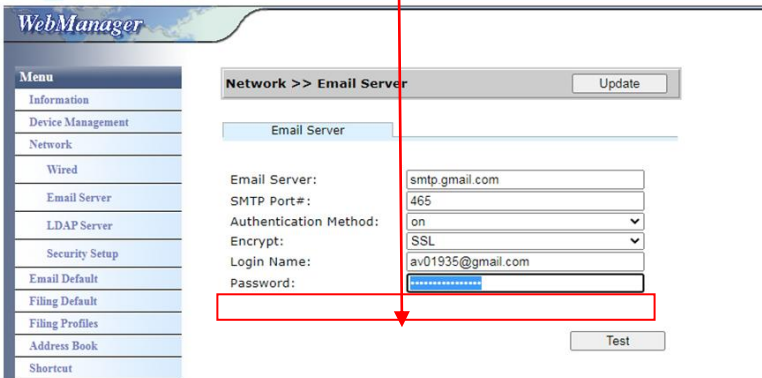 WebManager
Menu
Information
Device Management
Network
Wired
Email Server
LDAP Server
Security Setup
Email Default
Filing Default
Filing Profiles
Address Book
Shortcut
Network >> Email Server
Update
Email Server
Email Server: smtp.gmail.com
SMTP Port#: 465
Authentication Method: on
Encrypt: SSL
Login Name: av01935@gmail.com
Password: ----------------
Test